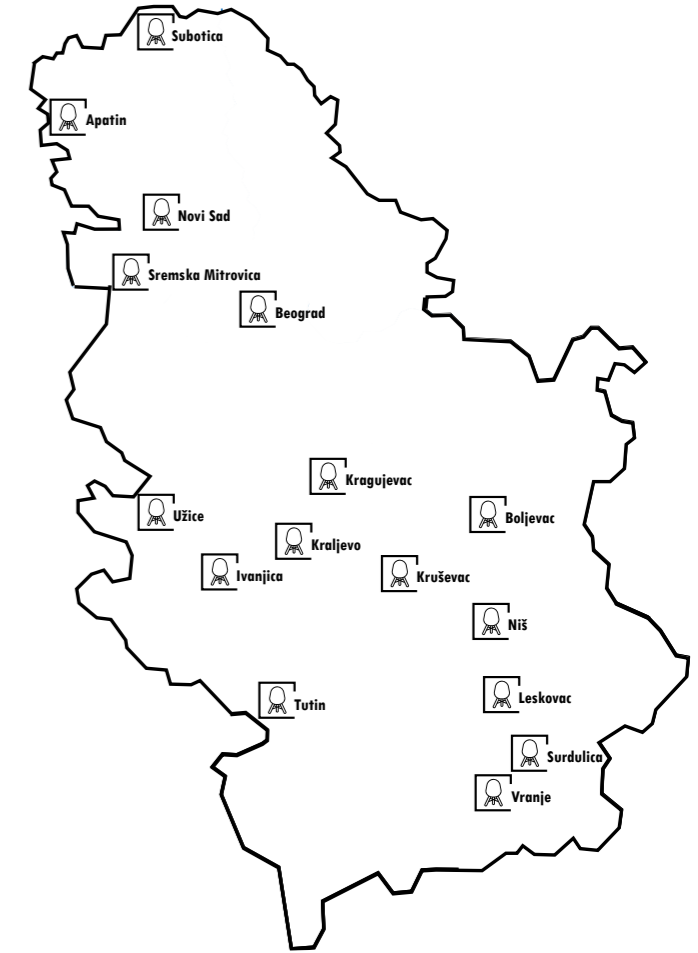 Subotica
Apatin
Novi Sad
Sremska Mitrovica
Beograd
Kragujevac
Užice
Boljevac
Kraljevo
Ivanjica
Kruševac
Niš
Tutin
Leskovac
Surdulica
Vranje